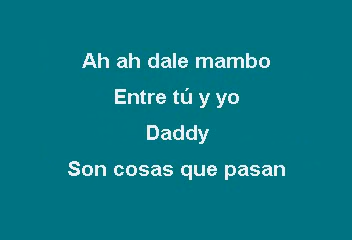 Ah ah dale mambo
Entre tú y yo
Daddy
Son cosas que pasan